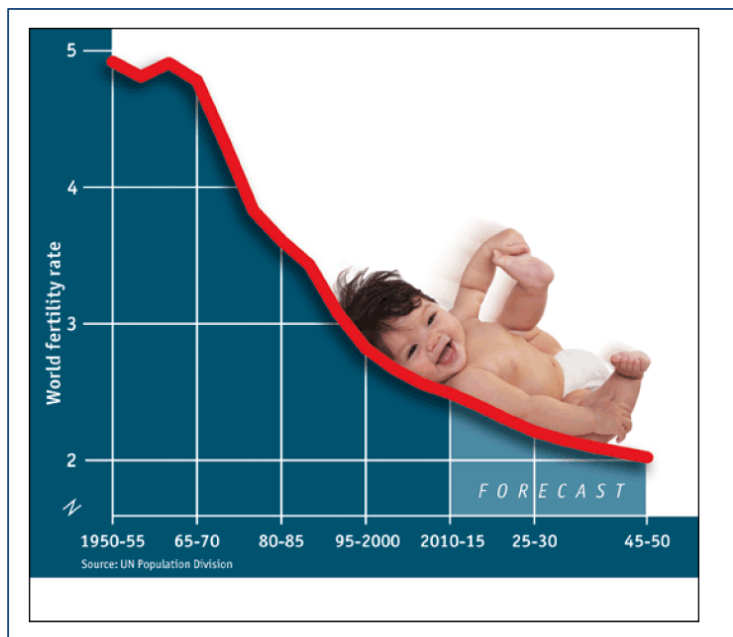 5
4
3
2
World fertility rate
FORECAST
1950-55 65-70 80-85 95-2000 2010-15 25-30 45-50
Source: UN Population Division